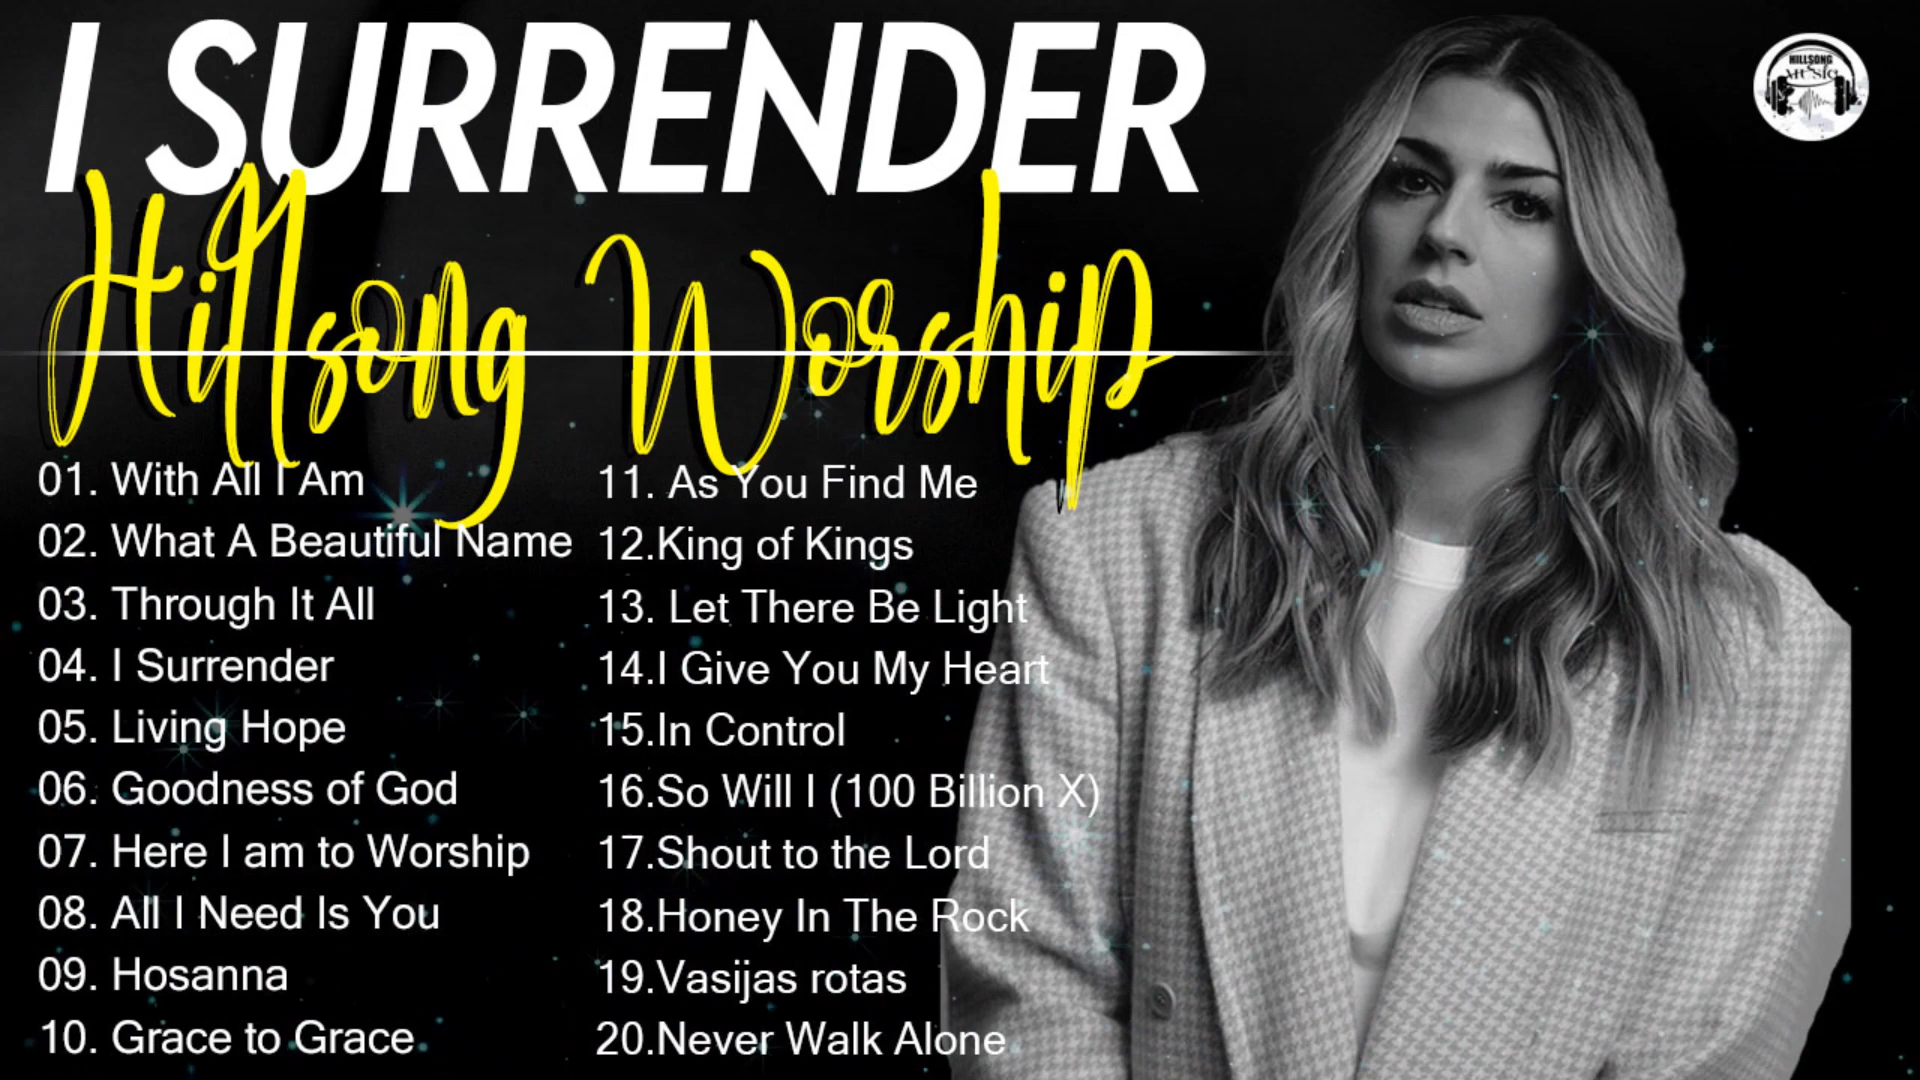 I SURRENDER
Hillsong Worship
HILLSONG
MUSIC
01. With All I Am
02. What A Beautiful Name
03. Through It All
04. I Surrender
05. Living Hope
06. Goodness of God
07. Here I am to Worship
08. All I Need Is You
09. Hosanna
10. Grace to Grace
11. As You Find Me
12.King of Kings
13. Let There Be Light
14.I Give You My Heart
15.In Control
16.So Will I (100 Billion X)
17.Shout to the Lord
18.Honey In The Rock
19.Vasijas rotas
20.Never Walk Alone